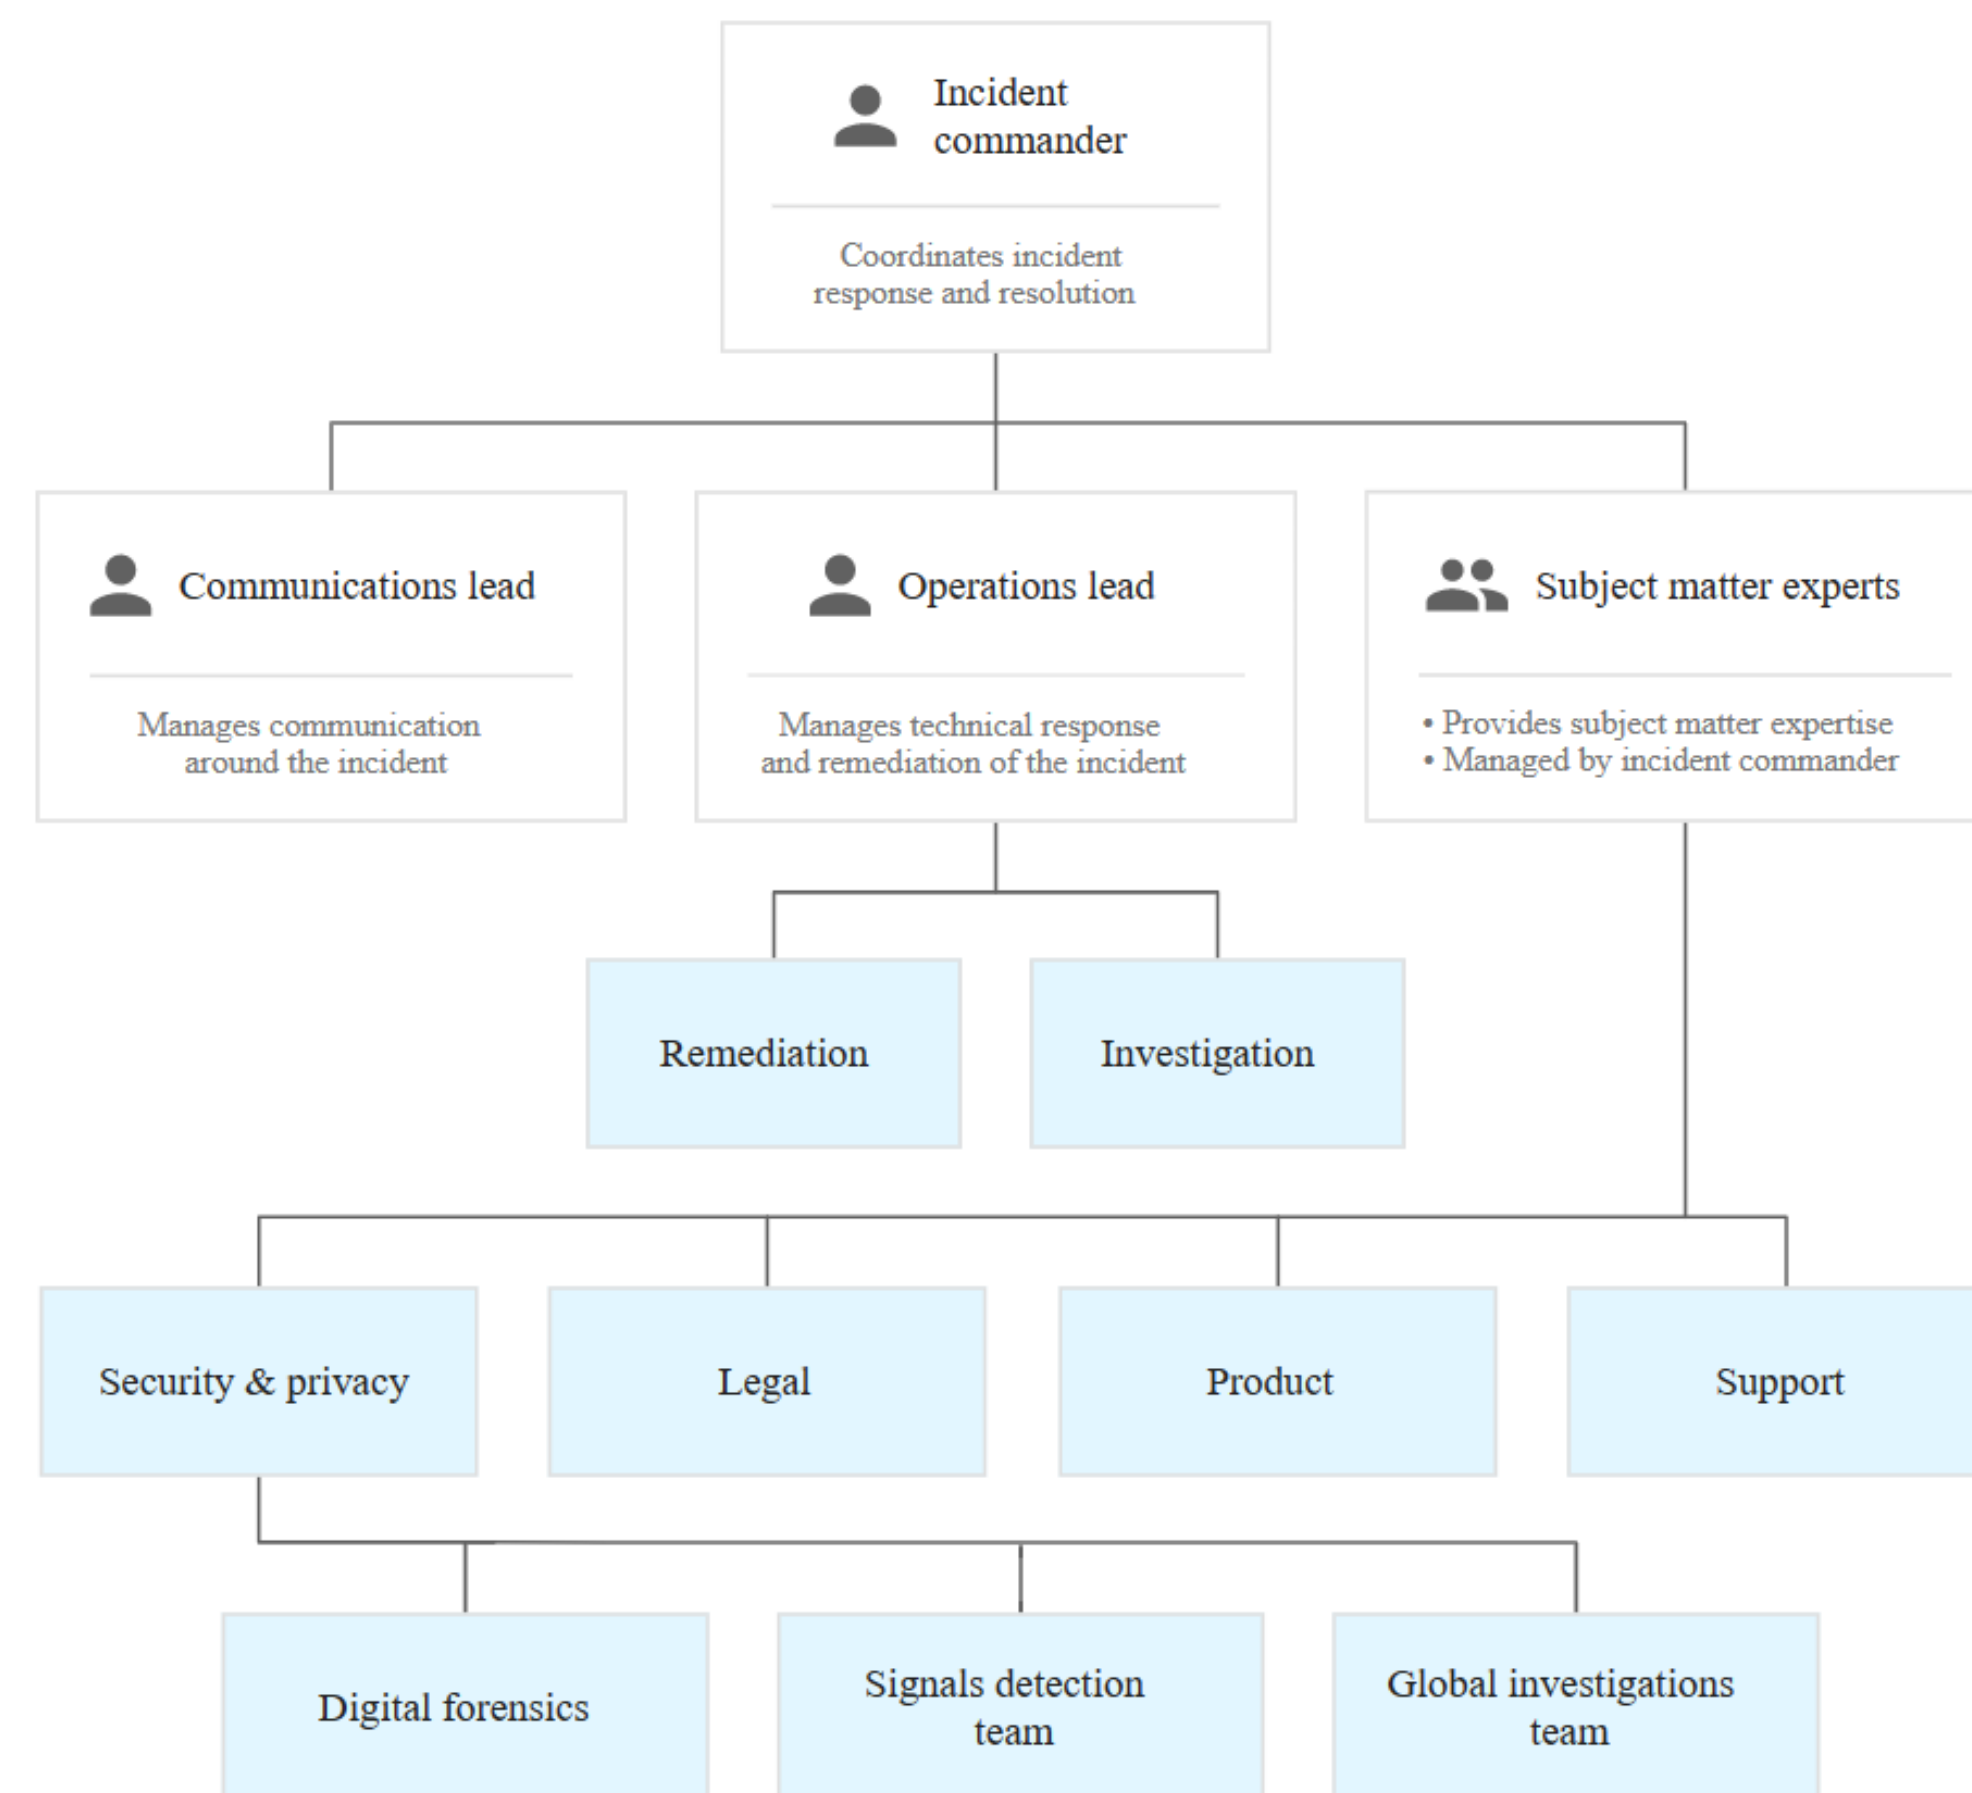 Incident
commander
Coordinates incident
response and resolution
Communications lead
Manages communication
around the incident
Operations lead
Manages technical response
and remediation of the incident
Subject matter experts
• Provides subject matter expertise
• Managed by incident commander
Remediation
Investigation
Security & privacy
Legal
Product
Support
Digital forensics
Signals detection
team
Global investigations
team